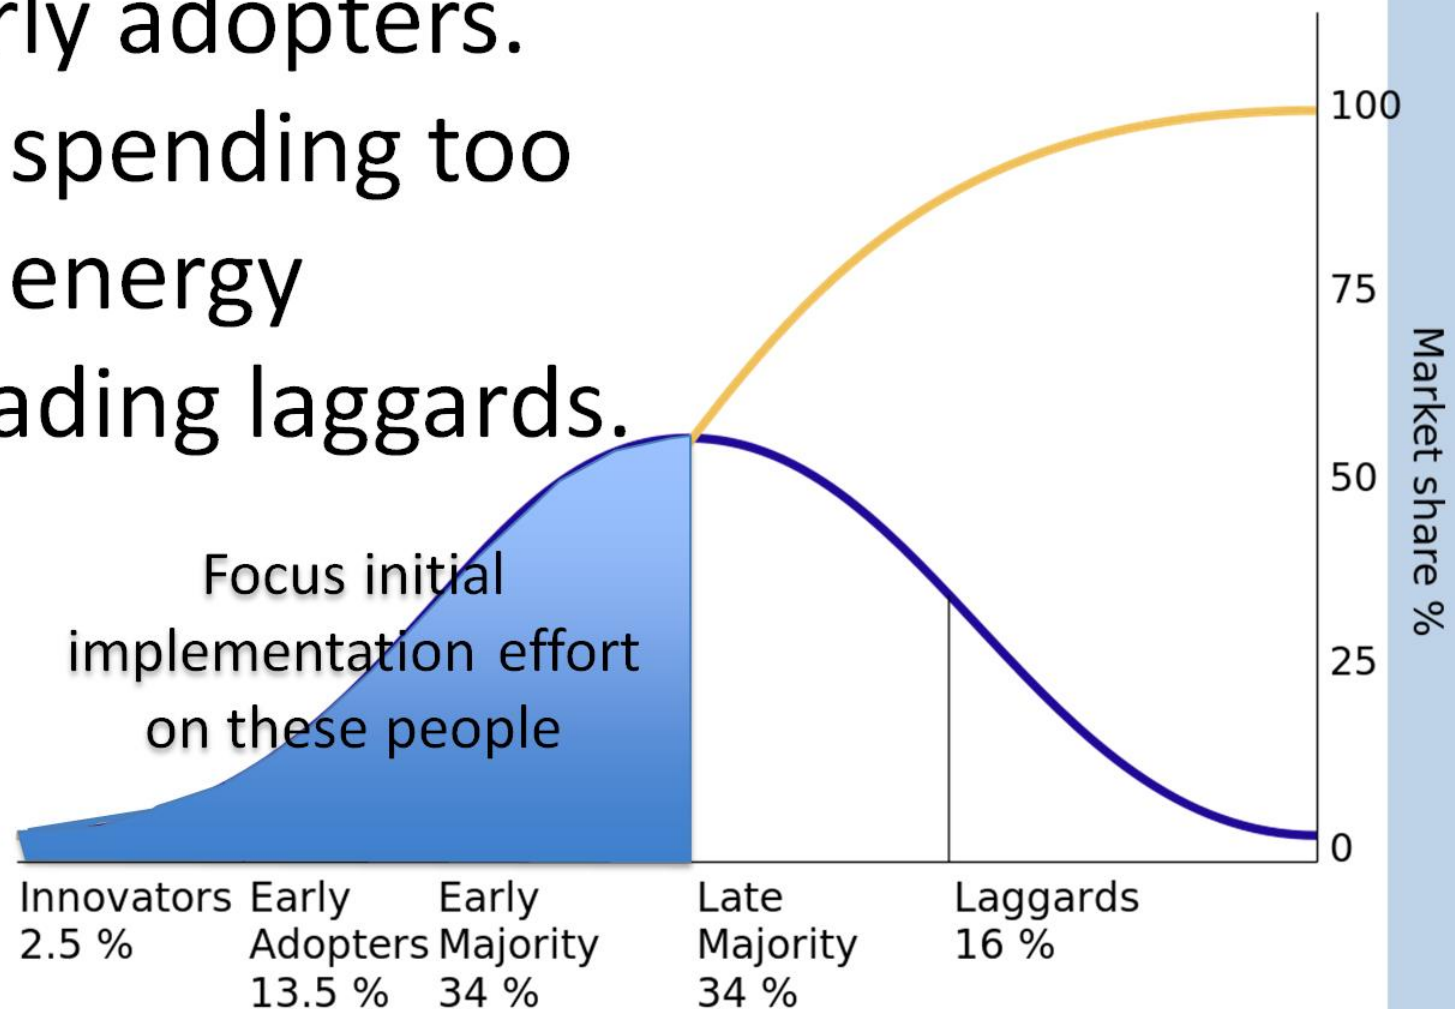 rly adopters.
spending too
energy
ading laggards.
Focus initial
implementation effort
on these people
100
75
50
25
0
Market share %
Innovators
2.5 %
Early
Adopters
13.5 %
Early
Majority
34 %
Late
Majority
34 %
Laggards
16 %